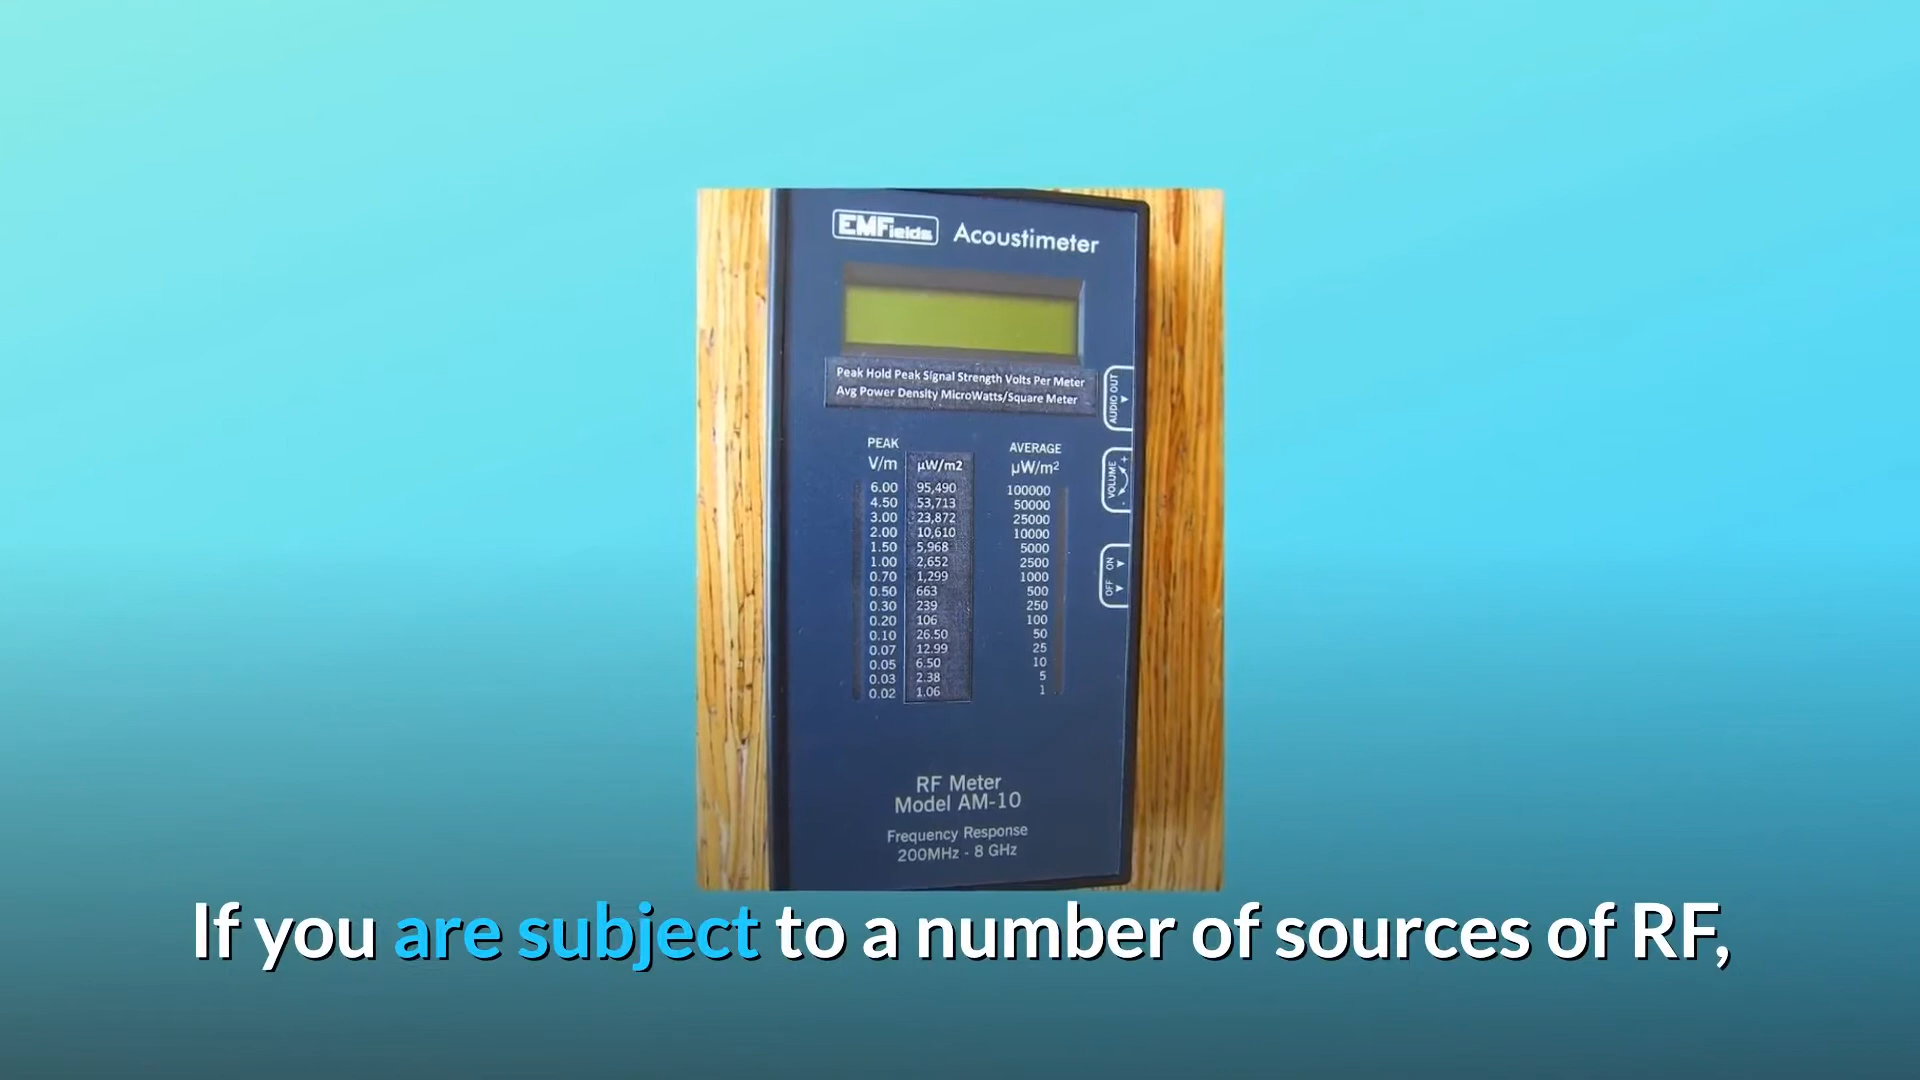 EMFields Acoustimeter
Peak Hold Peak Signal Strength Volts Per Meter
Avg Power Density MicroWatts/Square Meter
AUDIO OUT
VOLUME
- +
OFF ON
PEAK AVERAGE
V/m µW/m2 µW/m²
6.00 95,490 100000
4.50 53,713 50000
3.00 23,872 25000
2.00 10,610 10000
1.50 5,968 5000
1.00 2,652 2500
0.70 1,299 1000
0.50 663 500
0.30 239 250
0.20 106 100
0.10 26.50 50
0.07 12.99 25
0.05 6.50 10
0.03 2.38 5
0.02 1.06 1
RF Meter
Model AM-10
Frequency Response
200MHz - 8 GHz
If you are subject to a number of sources of RF,